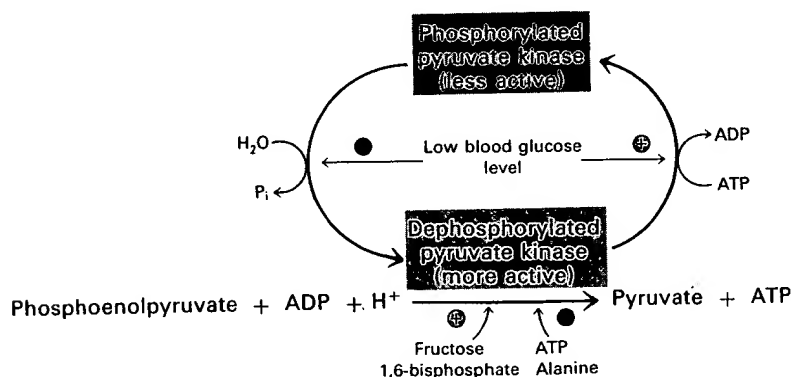 Phosphorylated
pyruvate kinase
(less active)
H₂O
Pᵢ
Low blood glucose
level
ADP
ATP
Dephosphorylated
pyruvate kinase
(more active)
Phosphoenolpyruvate + ADP + H⁺ Pyruvate + ATP
Fructose
1,6-bisphosphate
ATP
Alanine